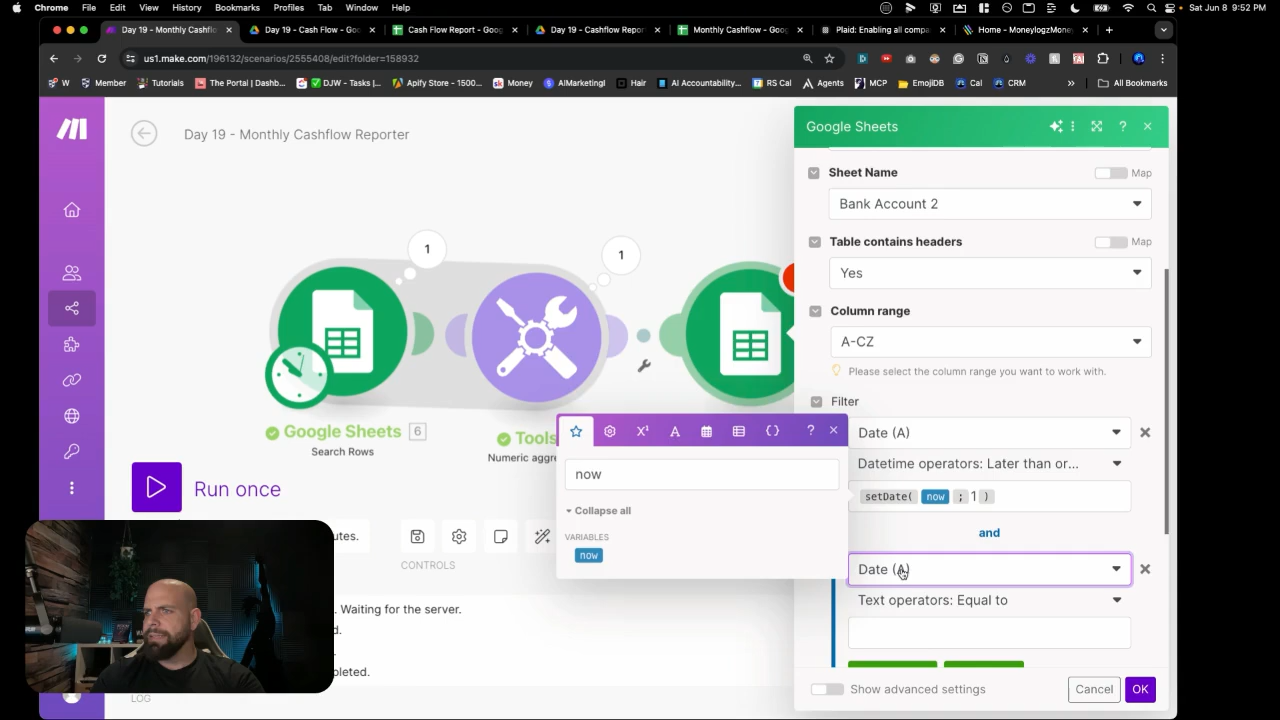 Chrome File Edit View History Bookmarks Profiles Tab Window Help Sat Jun 8 9:52 PM
Day 19 - Monthly Cashflo Day 19 - Cash Flow - Goo Cash Flow Report - Goog Day 19 - Cashflow Repor Monthly Cashflow - Goog Plaid: Enabling all compa Home - MoneylogzMoney
us1.make.com/196132/scenarios/2555408/edit?folder=158932
W Member Tutorials The Portal | Dashb... DJW - Tasks |... Apify Store - 1500... Money AIMarketingl Hair AI Accountability... RS Cal Agents MCP EmojiDB Cal CRM » All Bookmarks
Day 19 - Monthly Cashflow Reporter
Google Sheets
Sheet Name Map
Bank Account 2
Table contains headers Map
Yes
Column range
A-CZ
Please select the column range you want to work with.
Filter
Date (A)
Datetime operators: Later than or...
setDate( now ; 1 )
and
Date (A)
Text operators: Equal to
Show advanced settings Cancel OK
1
1
Google Sheets 6
Search Rows
Tools
Numeric aggre
now
Collapse all
VARIABLES
now
Run once
utes.
CONTROLS
. Waiting for the server.
d.
.
pleted.
LOG